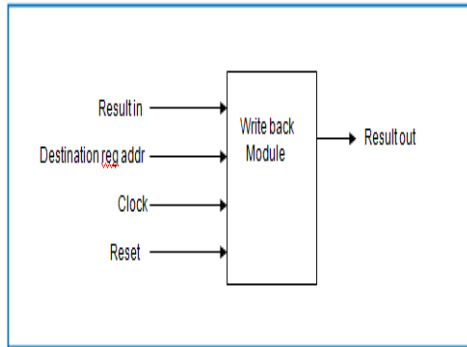 Result in
Destination reg addr
Clock
Reset
Write back
Module
Result out